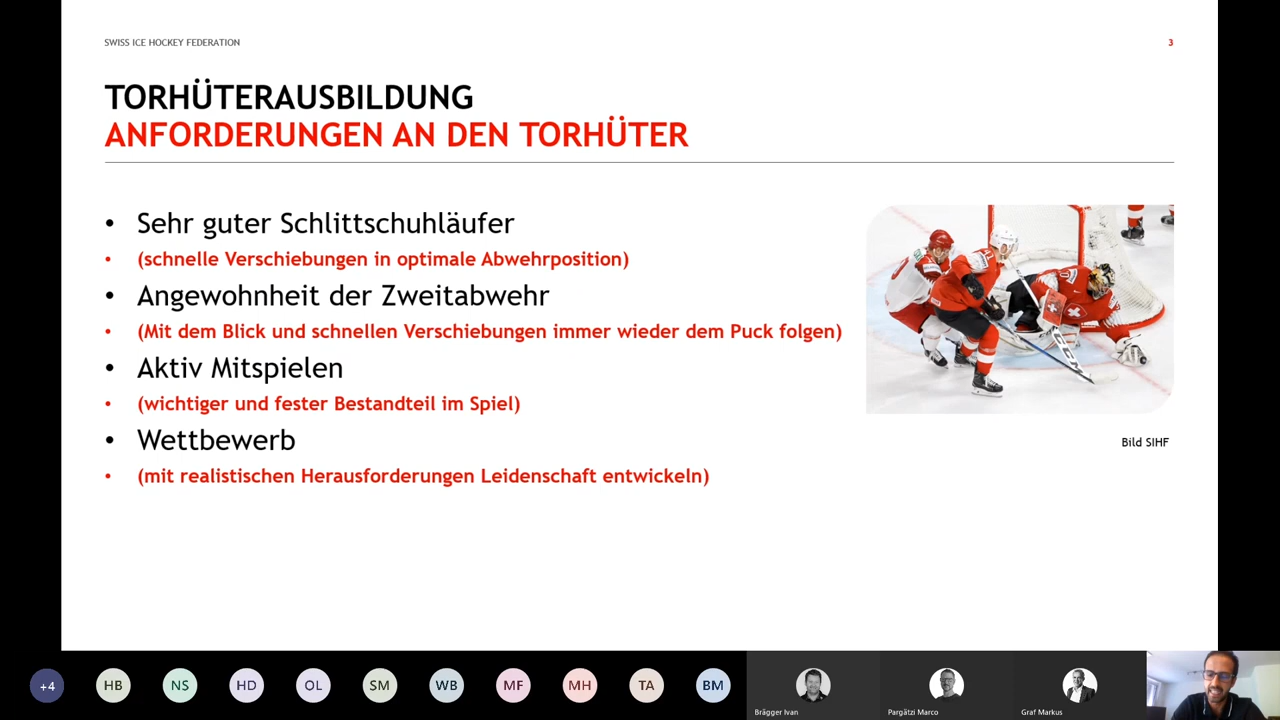 SWISS ICE HOCKEY FEDERATION
3
TORHÜTERAUSBILDUNG
ANFORDERUNGEN AN DEN TORHÜTER
• Sehr guter Schlittschuhläufer
• (schnelle Verschiebungen in optimale Abwehrposition)
• Angewohnheit der Zweitabwehr
• (Mit dem Blick und schnellen Verschiebungen immer wieder dem Puck folgen)
• Aktiv Mitspielen
• (wichtiger und fester Bestandteil im Spiel)
• Wettbewerb
• (mit realistischen Herausforderungen Leidenschaft entwickeln)
Bild SIHF
+4 HB NS HD OL SM WB MF MH TA BM
Brägger Ivan
Pargätzi Marco
Graf Markus